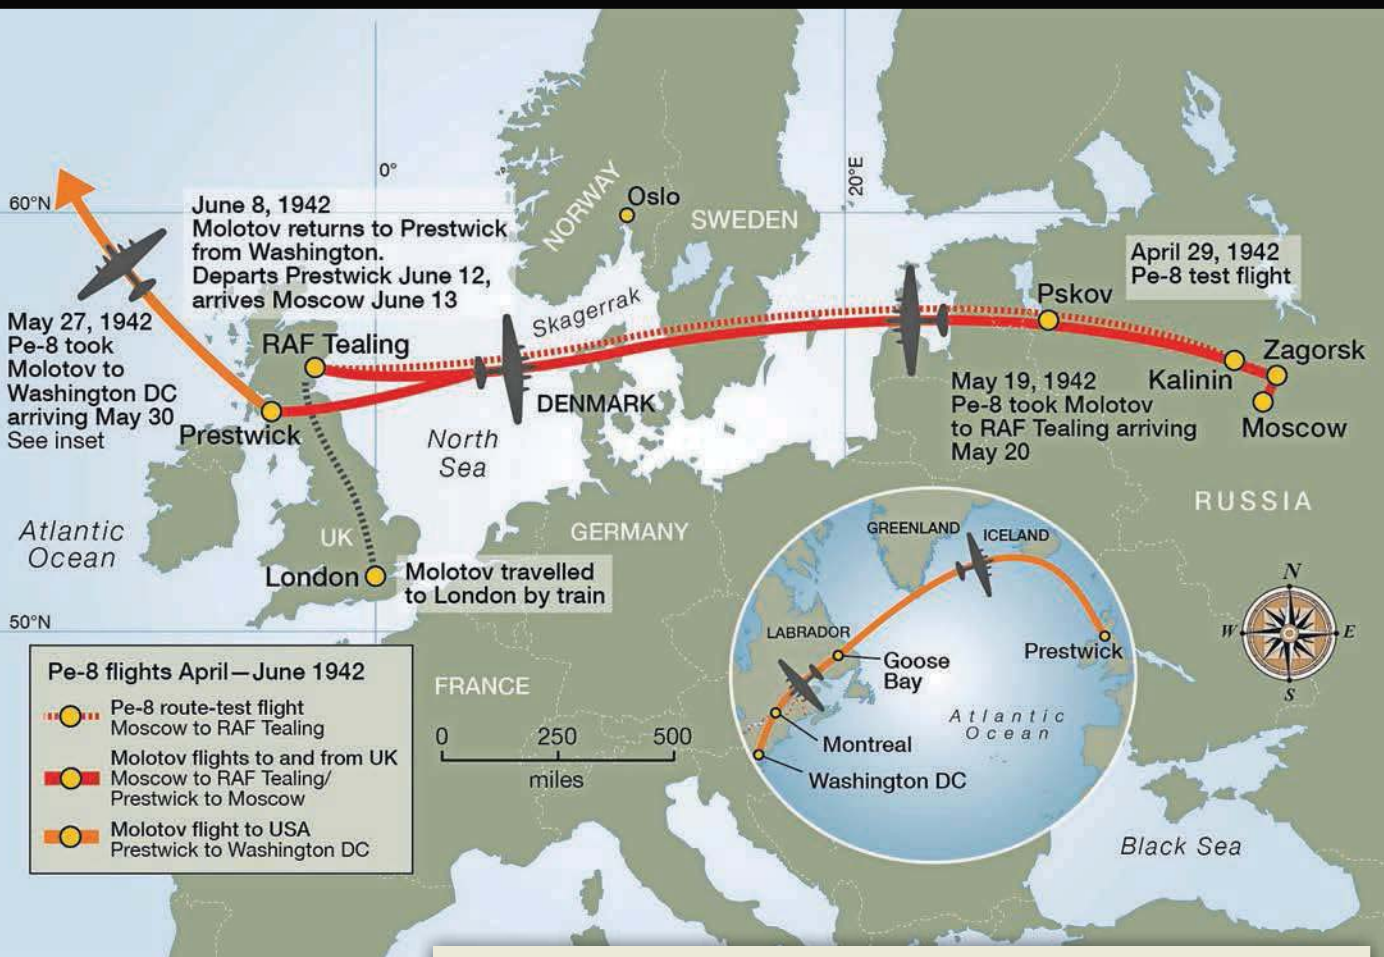 0°
20°E
60°N
June 8, 1942
Molotov returns to Prestwick
from Washington.
Departs Prestwick June 12,
arrives Moscow June 13
NORWAY
Oslo
SWEDEN
April 29, 1942
Pe-8 test flight
Skagerrak
Pskov
May 27, 1942
Pe-8 took
Molotov to
Washington DC
arriving May 30
See inset
RAF Tealing
Zagorsk
Kalinin
Moscow
DENMARK
May 19, 1942
Pe-8 took Molotov
to RAF Tealing arriving
May 20
Prestwick
North
Sea
RUSSIA
Atlantic
Ocean
UK
GERMANY
London
Molotov travelled
to London by train
50°N
GREENLAND
ICELAND
LABRADOR
Prestwick
Goose
Bay
Atlantic
Ocean
Montreal
Washington DC
N
W
E
S
Pe-8 flights April—June 1942
Pe-8 route-test flight
Moscow to RAF Tealing
Molotov flights to and from UK
Moscow to RAF Tealing/
Prestwick to Moscow
Molotov flight to USA
Prestwick to Washington DC
FRANCE
0 250 500
miles
Black Sea